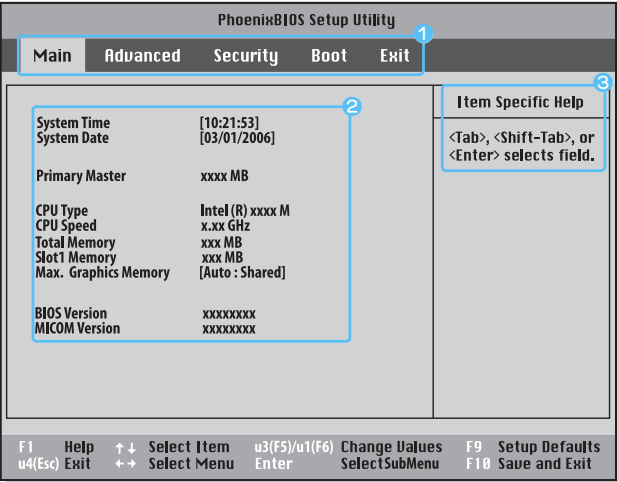 PhoenixBIOS Setup Utility
1
Main Advanced Security Boot Exit
2
System Time [10:21:53]
System Date [03/01/2006]
Primary Master xxxx MB
CPU Type Intel (R) xxxx M
CPU Speed x.xx GHz
Total Memory xxx MB
Slot1 Memory xxx MB
Max. Graphics Memory [Auto : Shared]
BIOS Version xxxxxxxx
MICOM Version xxxxxxxx
3
Item Specific Help
<Tab>, <Shift-Tab>, or
<Enter> selects field.
F1 Help ↑↓ Select Item u3(F5)/u1(F6) Change Values F9 Setup Defaults
u4(Esc) Exit ←→ Select Menu Enter SelectSubMenu F10 Save and Exit